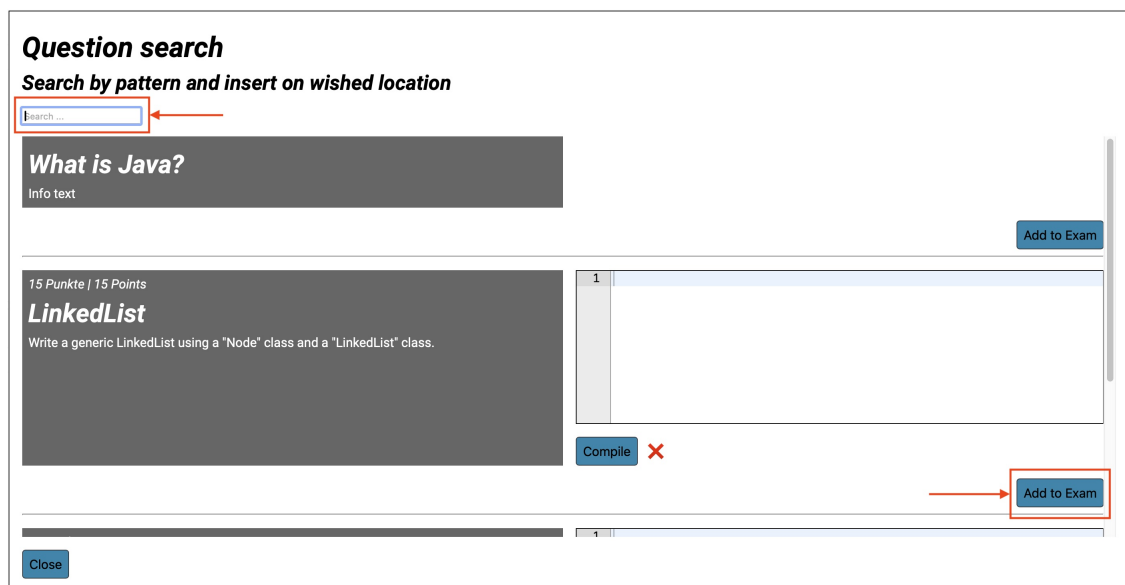 Question search
Search by pattern and insert on wished location
Search ...
What is Java?
Info text
Add to Exam
15 Punkte | 15 Points
LinkedList
Write a generic LinkedList using a "Node" class and a "LinkedList" class.
1
Compile
Add to Exam
1
Close